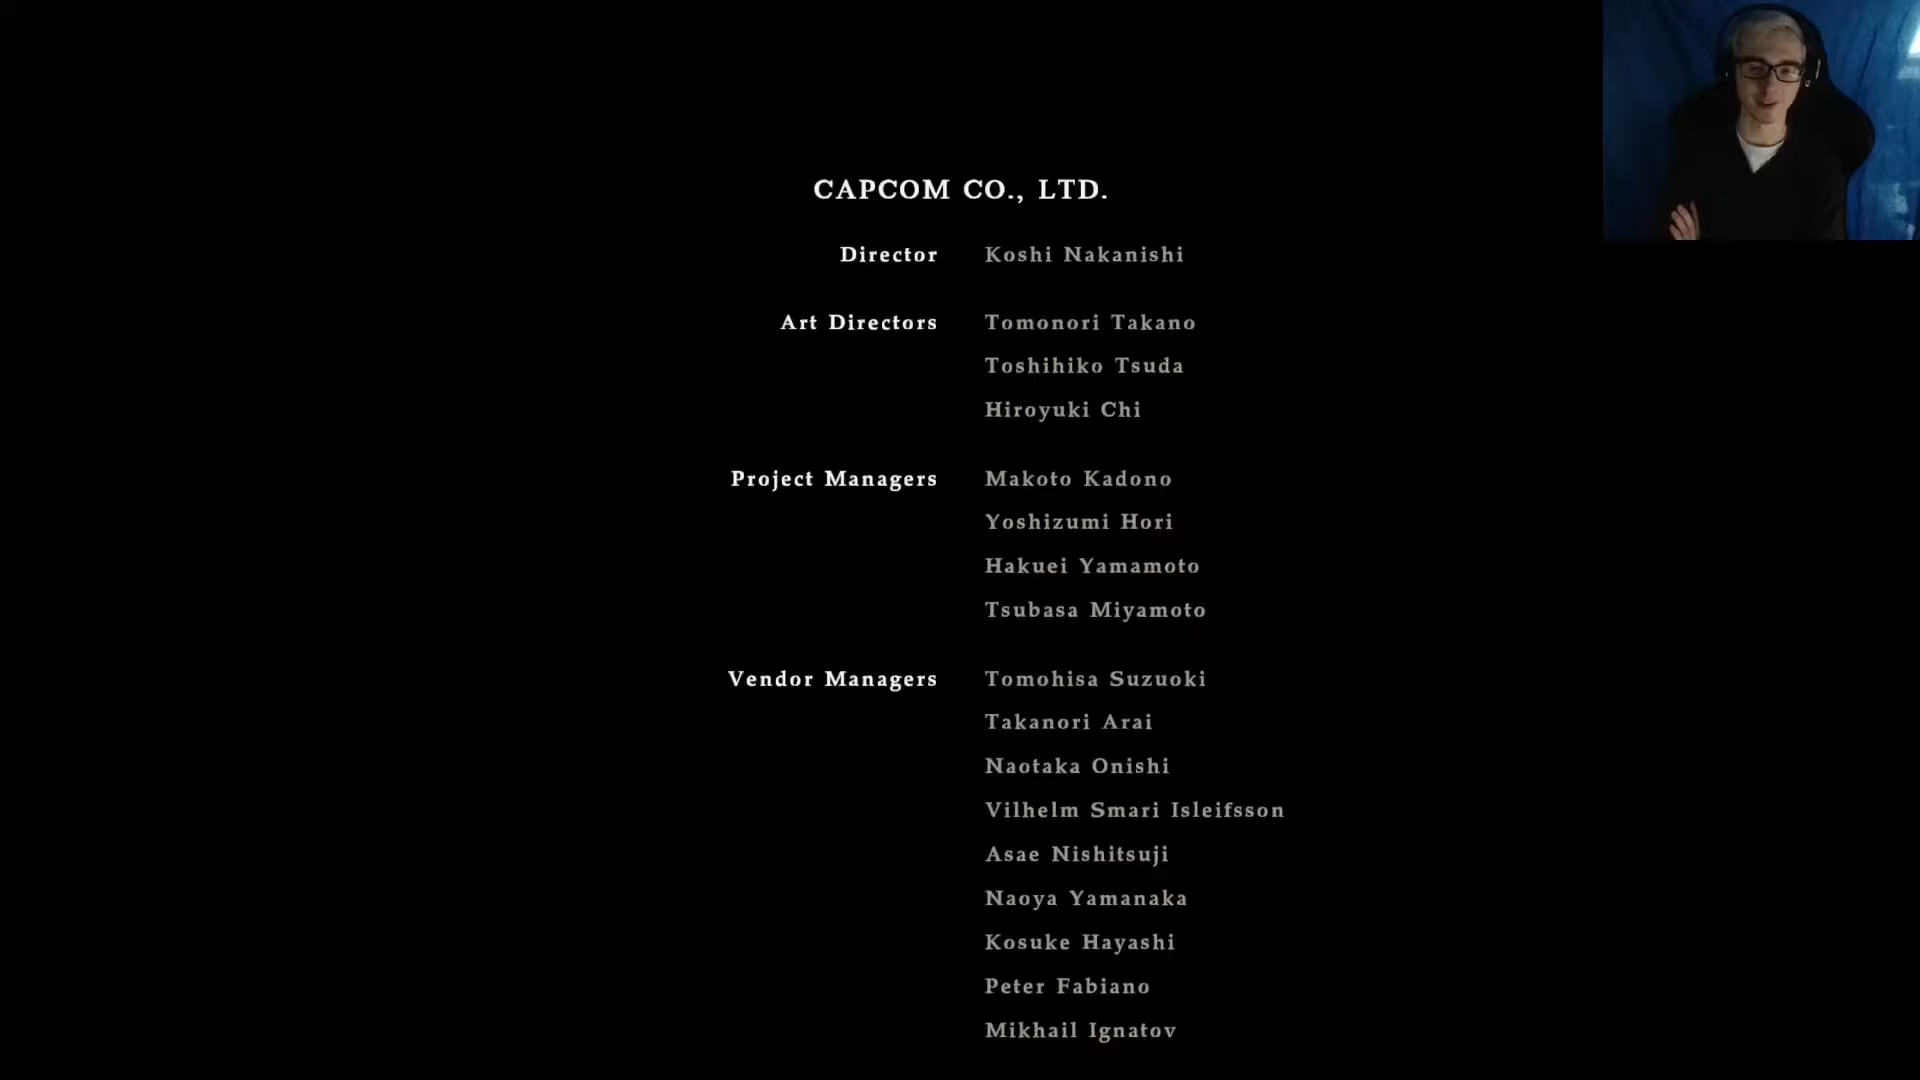 CAPCOM CO., LTD.
Director Koshi Nakanishi
Art Directors Tomonori Takano
Toshihiko Tsuda
Hiroyuki Chi
Project Managers Makoto Kadono
Yoshizumi Hori
Hakuei Yamamoto
Tsubasa Miyamoto
Vendor Managers Tomohisa Suzuoki
Takanori Arai
Naotaka Onishi
Vilhelm Smari Isleifsson
Asae Nishitsuji
Naoya Yamanaka
Kosuke Hayashi
Peter Fabiano
Mikhail Ignatov